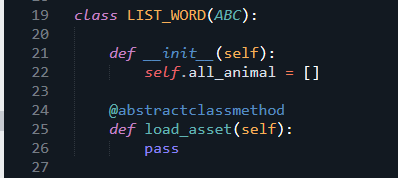 19 class LIST_WORD(ABC):
20
21     def __init__(self):
22         self.all_animal = []
23
24     @abstractclassmethod
25     def load_asset(self):
26         pass
27